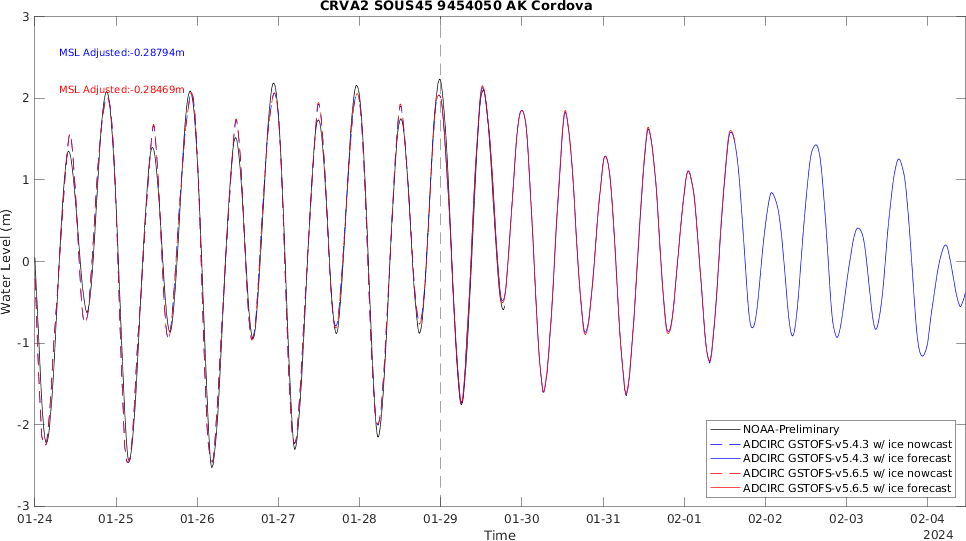 CRVA2 SOUS45 9454050 AK Cordova
MSL Adjusted:-0.28794m
MSL Adjusted:-0.28469m
3
2
1
0
-1
-2
-3
Water Level (m)
NOAA-Preliminary
ADCIRC GSTOFS-v5.4.3 w/ ice nowcast
ADCIRC GSTOFS-v5.4.3 w/ ice forecast
ADCIRC GSTOFS-v5.6.5 w/ ice nowcast
ADCIRC GSTOFS-v5.6.5 w/ ice forecast
01-24 01-25 01-26 01-27 01-28 01-29 01-30 01-31 02-01 02-02 02-03 02-04
Time
2024